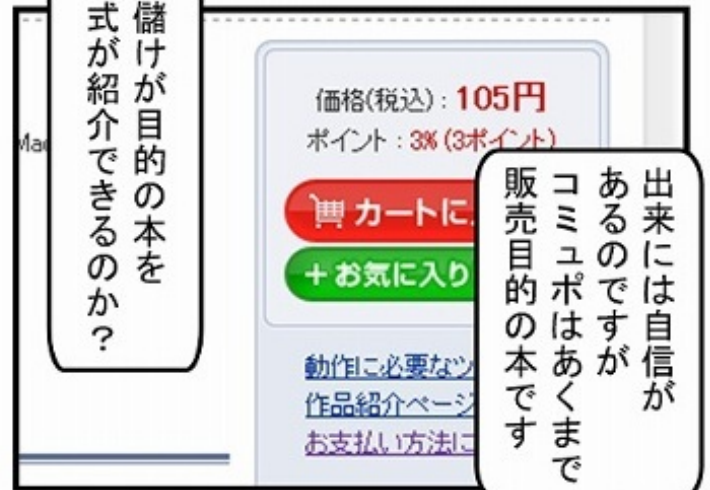 出来には自信が
あるのですが
コミュポはあくまで
販売目的の本です
儲けが目的の本を
式が紹介できるのか?
価格(税込):105円
ポイント:3%(3ポイント)
カートに
+お気に入り
動作に必要なツ
作品紹介ページ
お支払い方法に